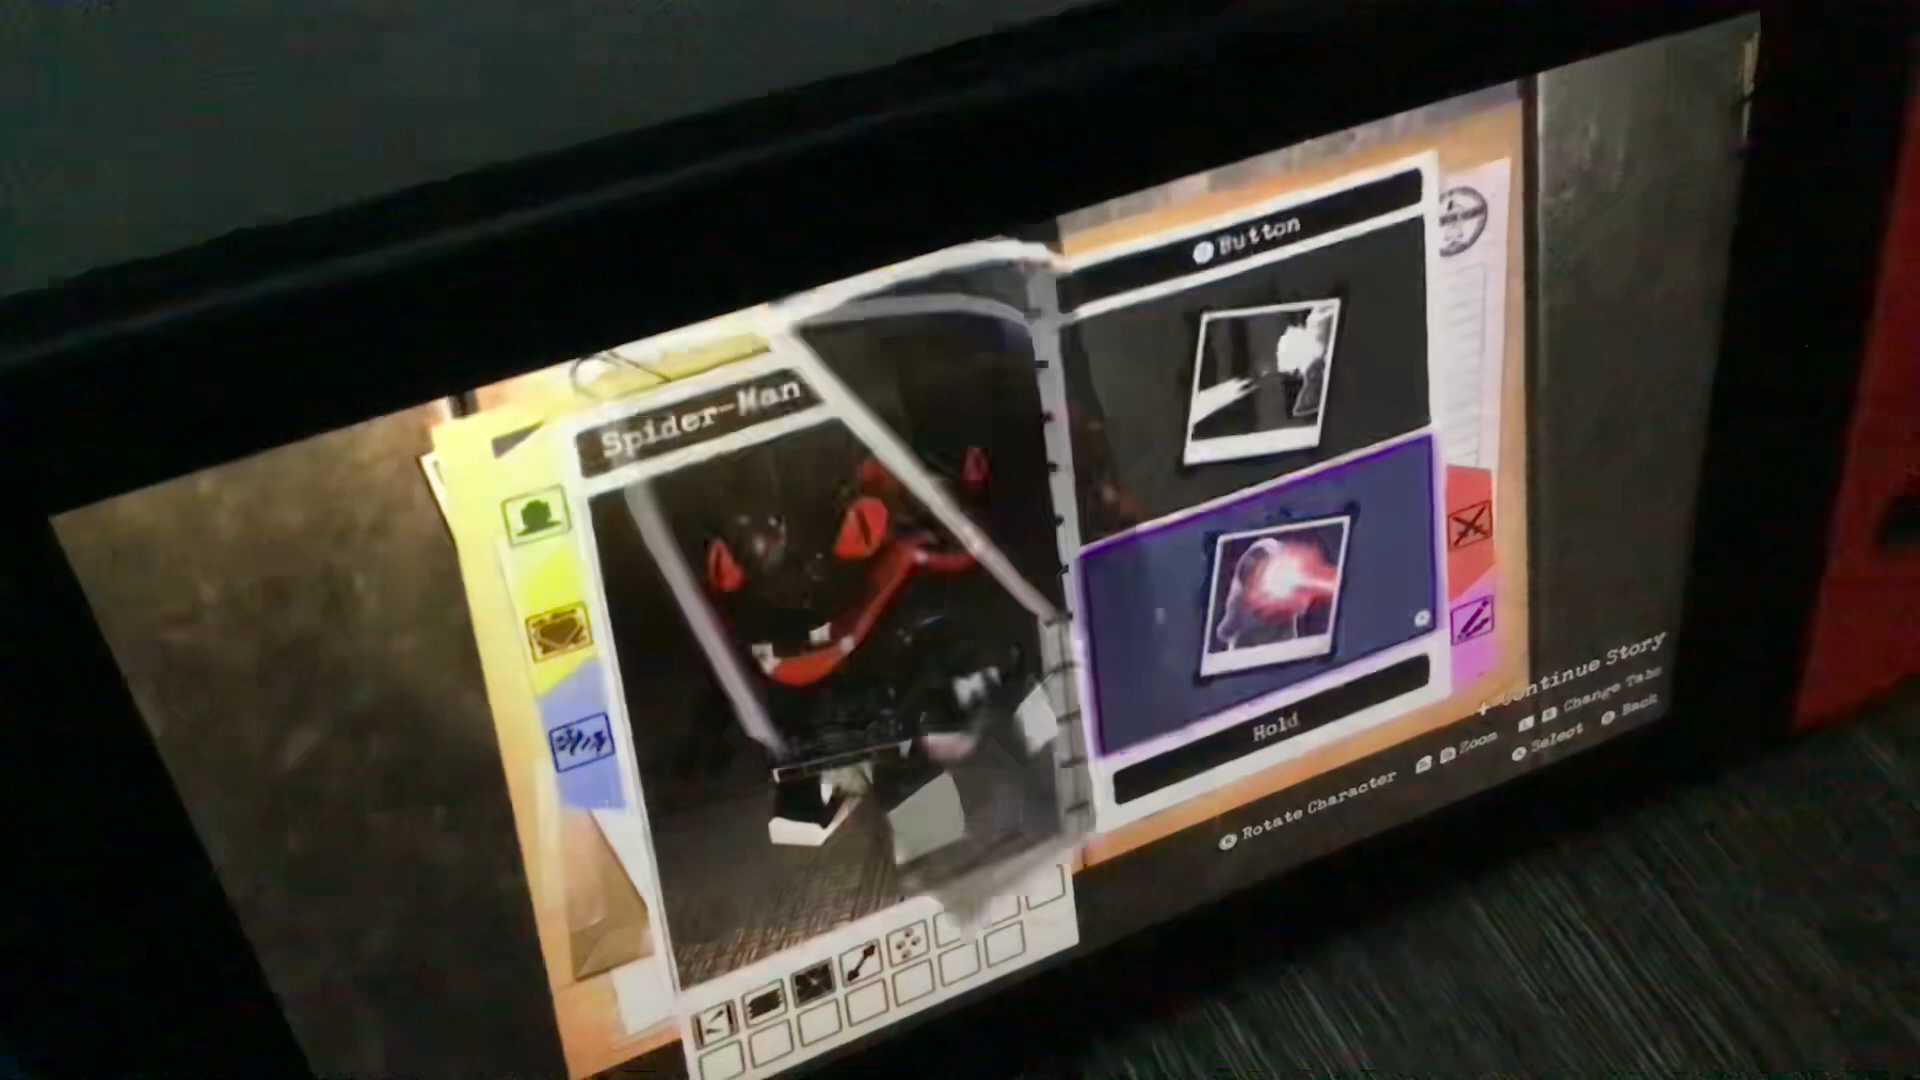 Spider-Man
Button
Hold
+ Continue Story
Change Tabs
Zoom
Select
Back
Rotate Character